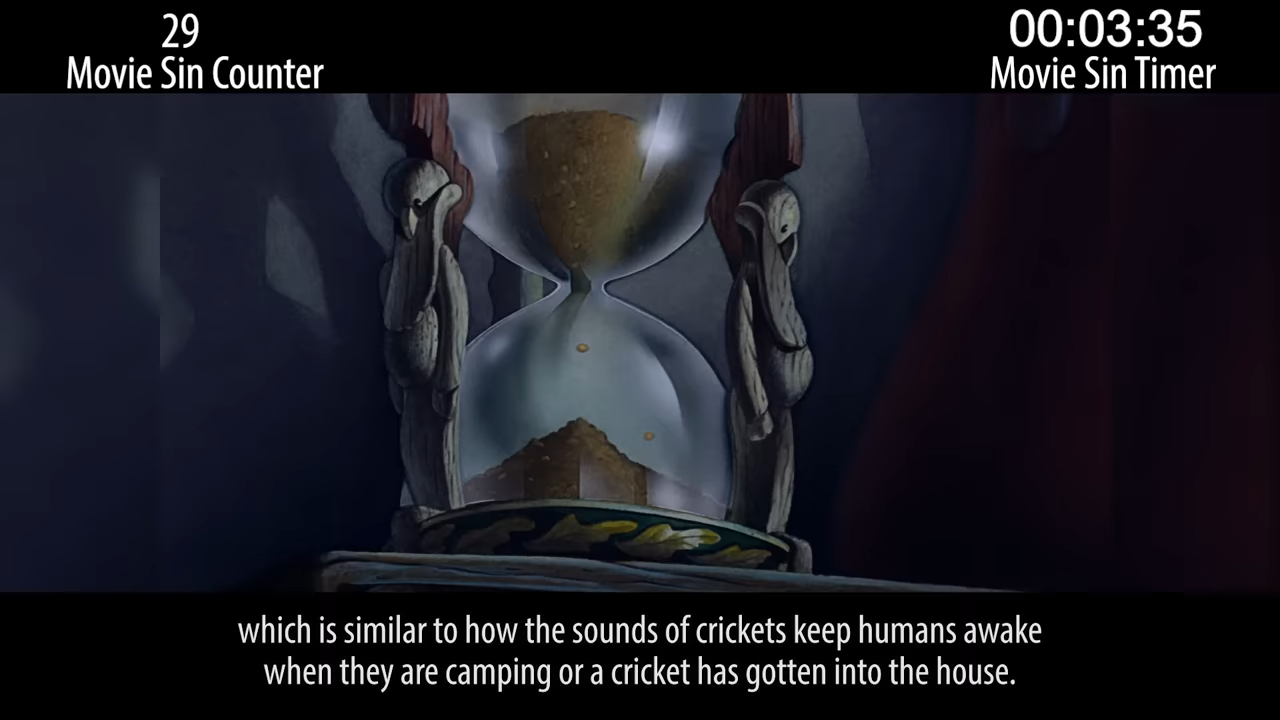 29
Movie Sin Counter
00:03:35
Movie Sin Timer
which is similar to how the sounds of crickets keep humans awake
when they are camping or a cricket has gotten into the house.